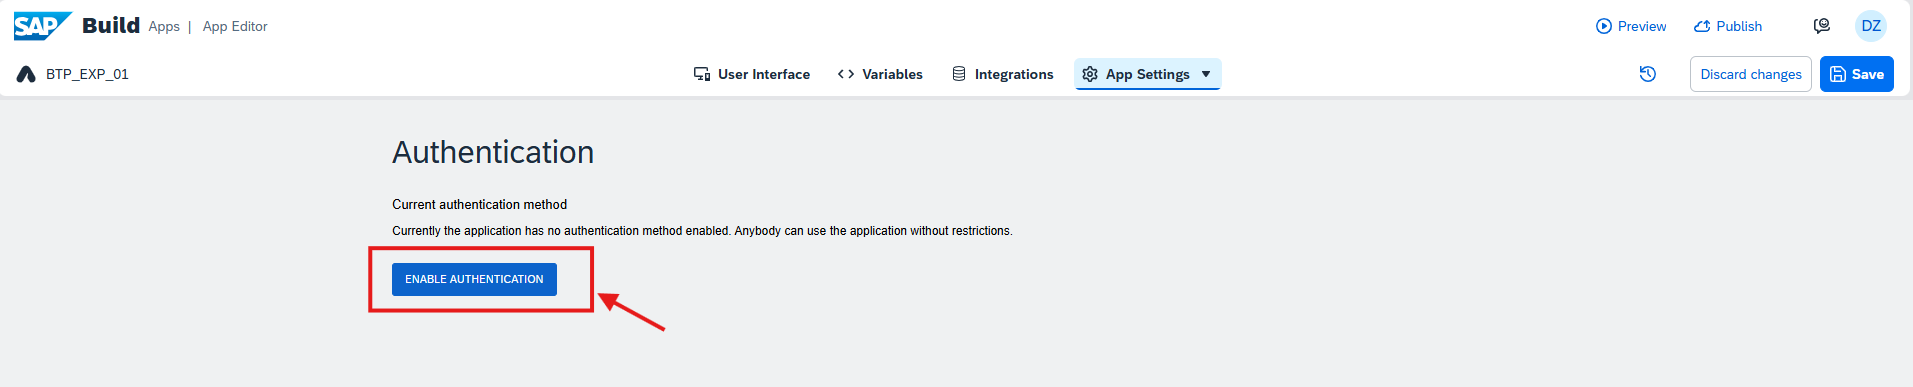 SAP Build Apps | App Editor
Preview
Publish
DZ
BTP_EXP_01
User Interface
Variables
Integrations
App Settings
Discard changes
Save
Authentication
Current authentication method
Currently the application has no authentication method enabled. Anybody can use the application without restrictions.
ENABLE AUTHENTICATION